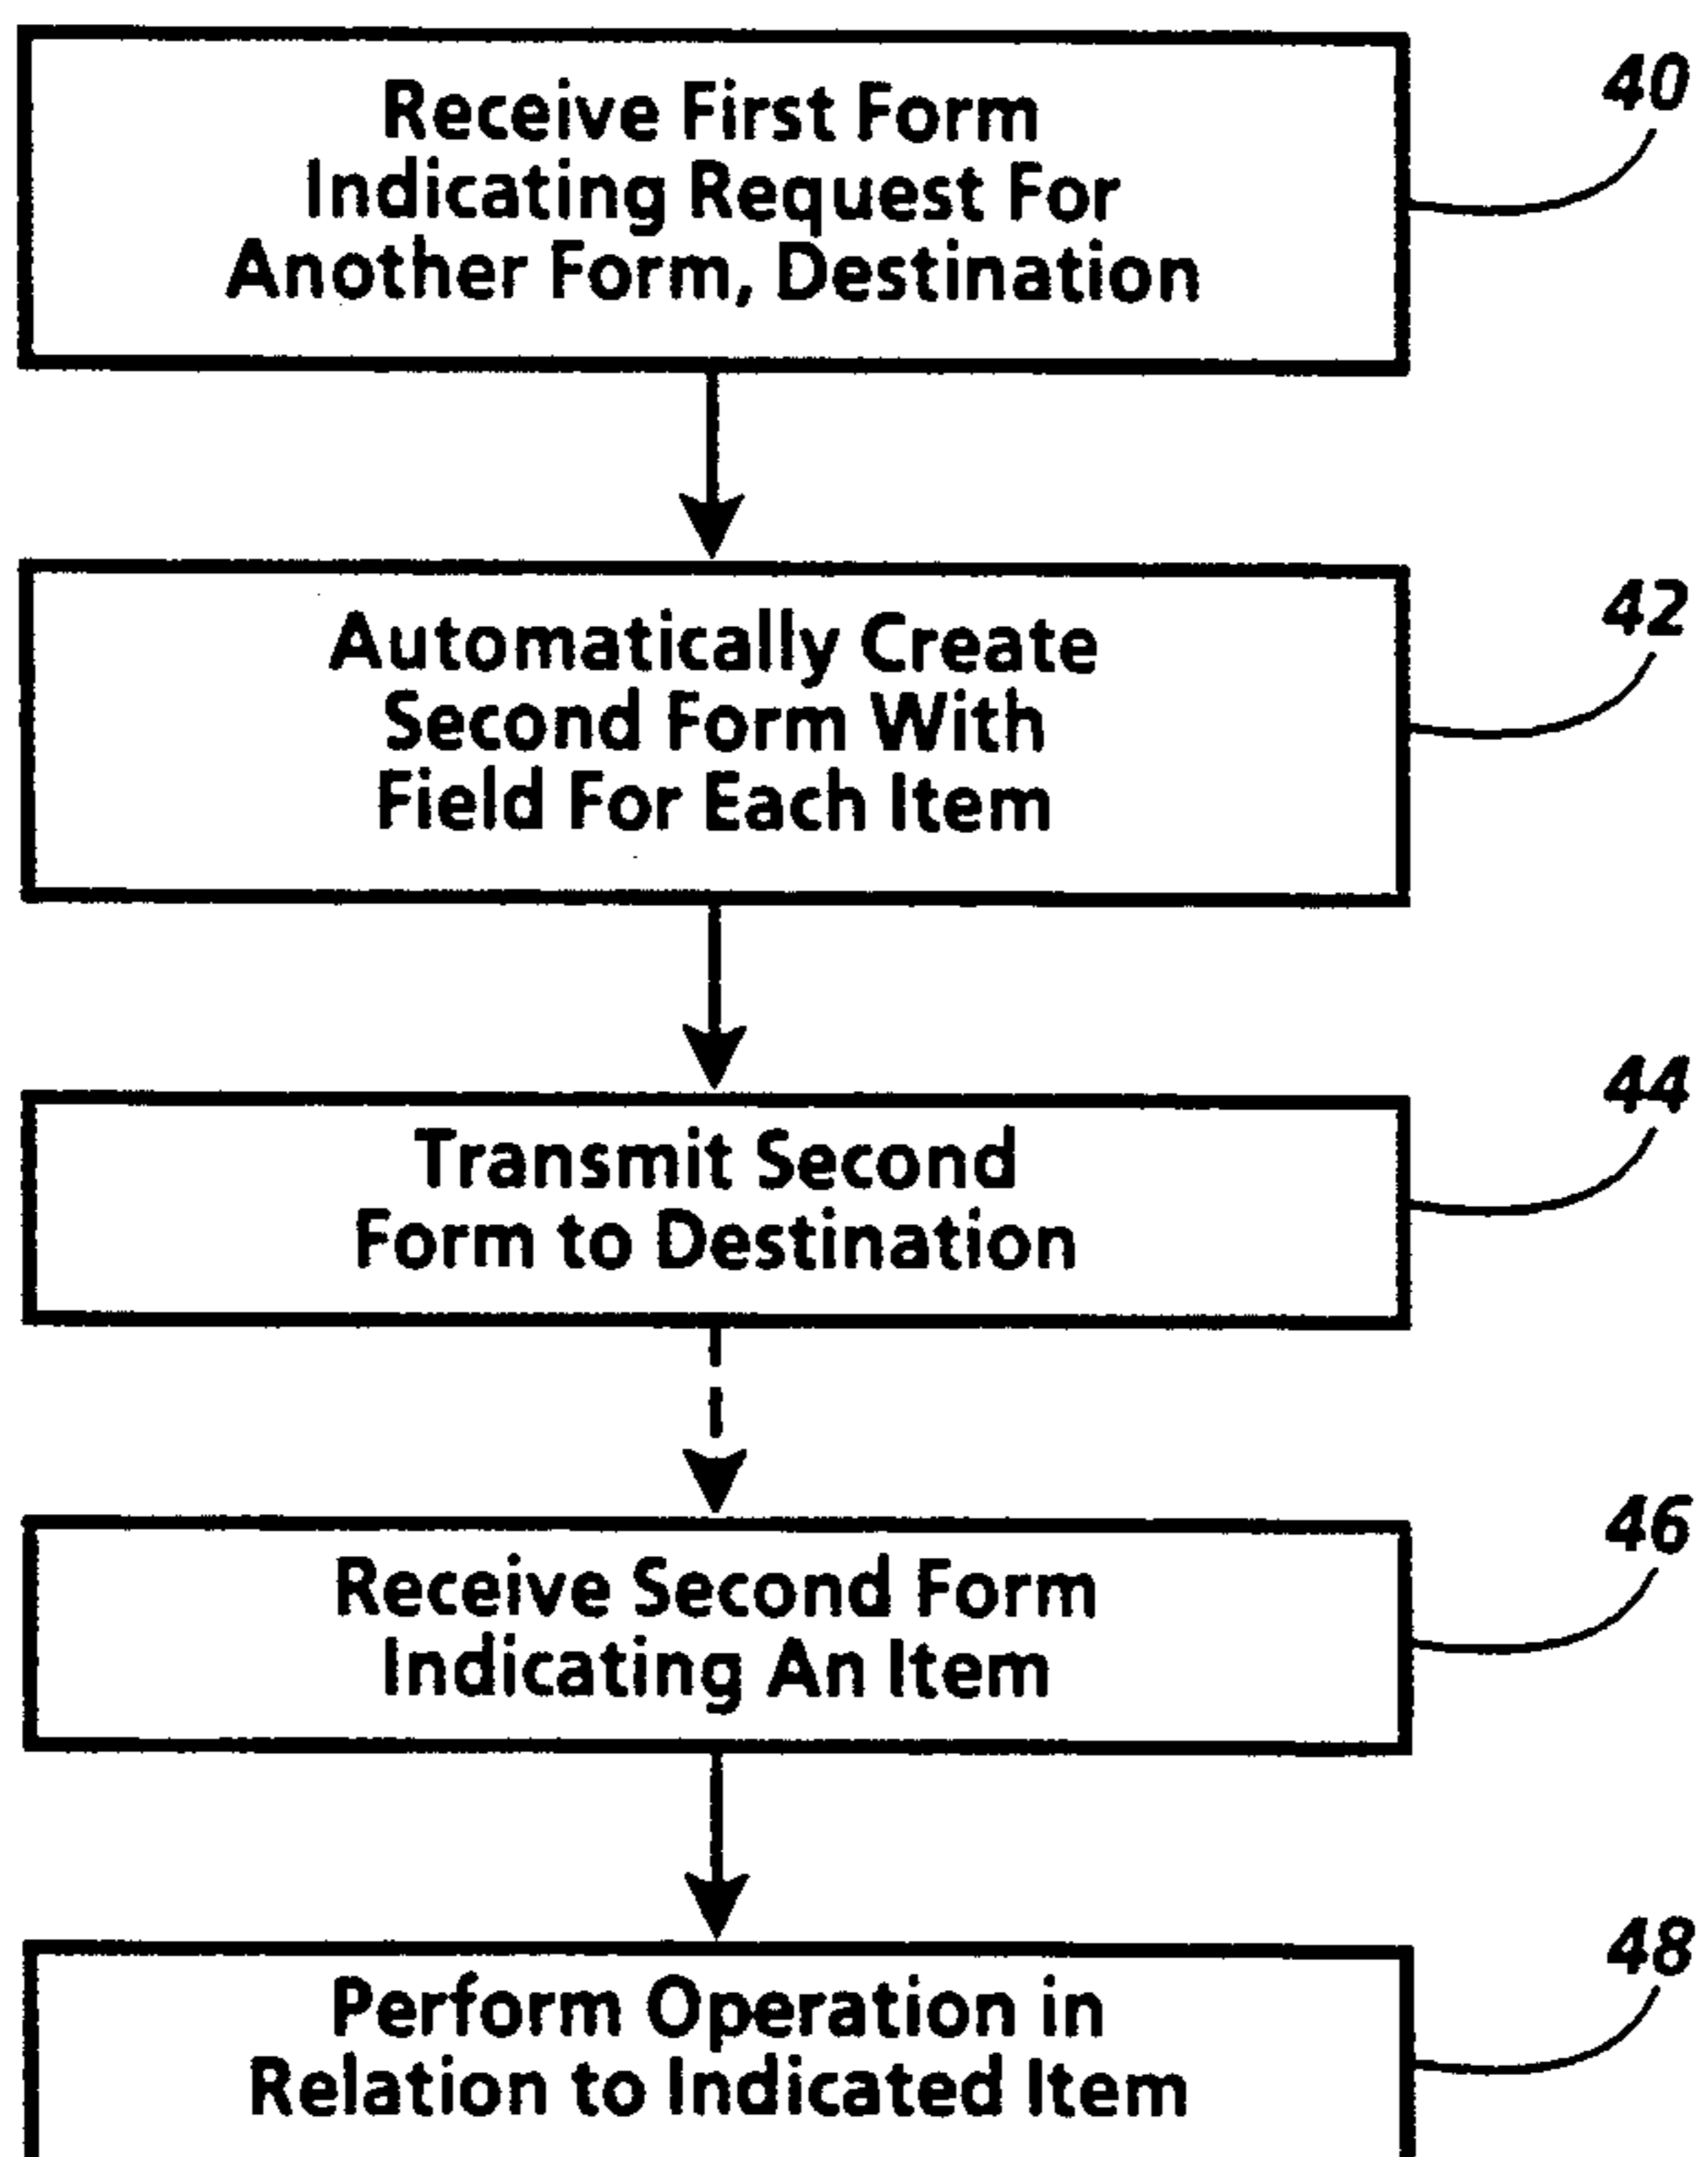 Receive First Form
Indicating Request For
Another Form, Destination
40
Automatically Create
Second Form With
Field For Each Item
42
Transmit Second
Form to Destination
44
Receive Second Form
Indicating An Item
46
Perform Operation in
Relation to Indicated Item
48